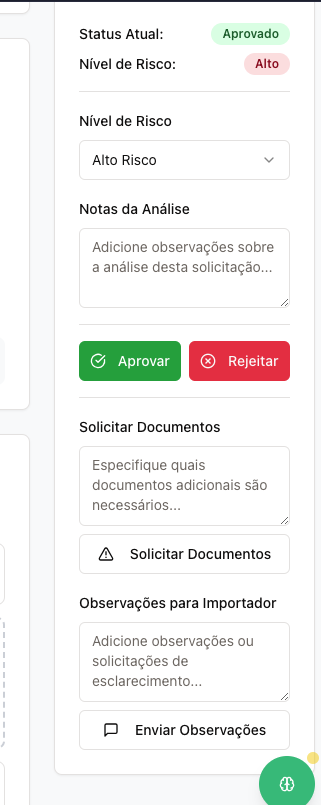 Status Atual: Aprovado
Nível de Risco: Alto
Nível de Risco
Alto Risco
Notas da Análise
Adicione observações sobre
a análise desta solicitação...
Aprovar Rejeitar
Solicitar Documentos
Especifique quais
documentos adicionais são
necessários...
Solicitar Documentos
Observações para Importador
Adicione observações ou
solicitações de
esclarecimento...
Enviar Observações